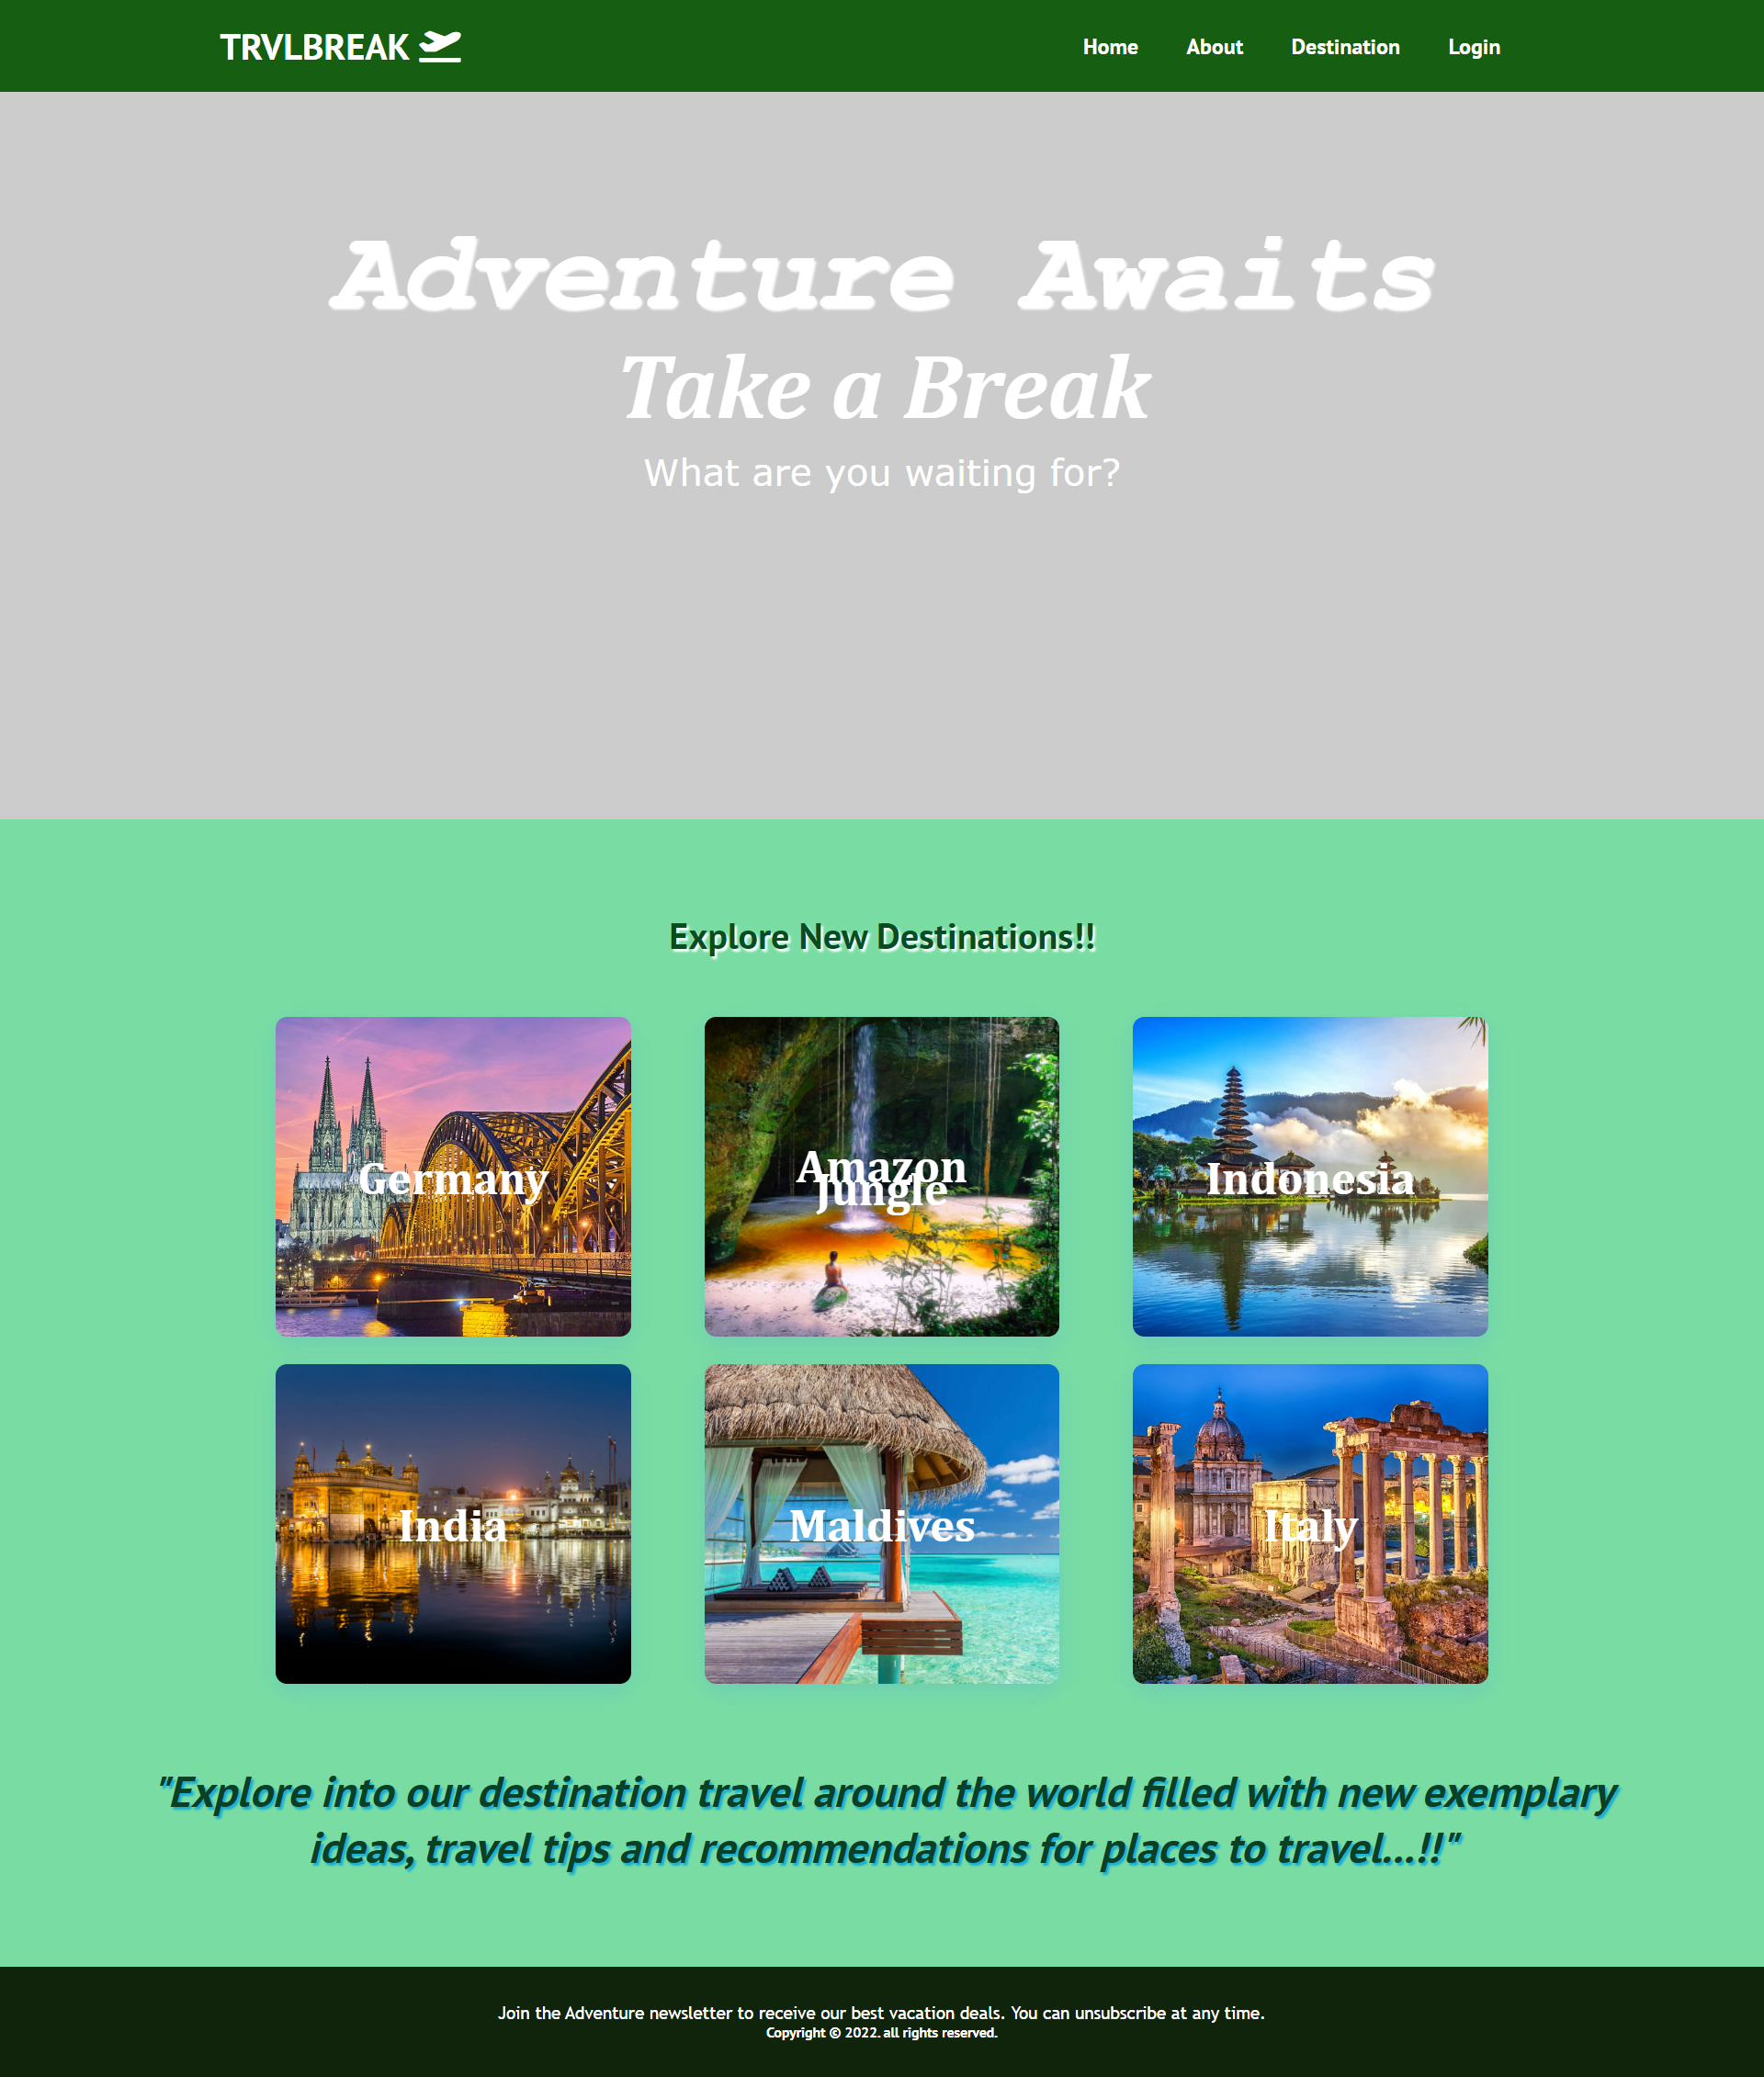 TRVLBREAK
Home About Destination Login
Adventure Awaits
Take a Break
What are you waiting for?
Explore New Destinations!!
Germany
Amazon
Jungle
Indonesia
India
Maldives
Italy
"Explore into our destination travel around the world filled with new exemplary
ideas, travel tips and recommendations for places to travel...!!"
Join the Adventure newsletter to receive our best vacation deals. You can unsubscribe at any time.
Copyright © 2022. all rights reserved.